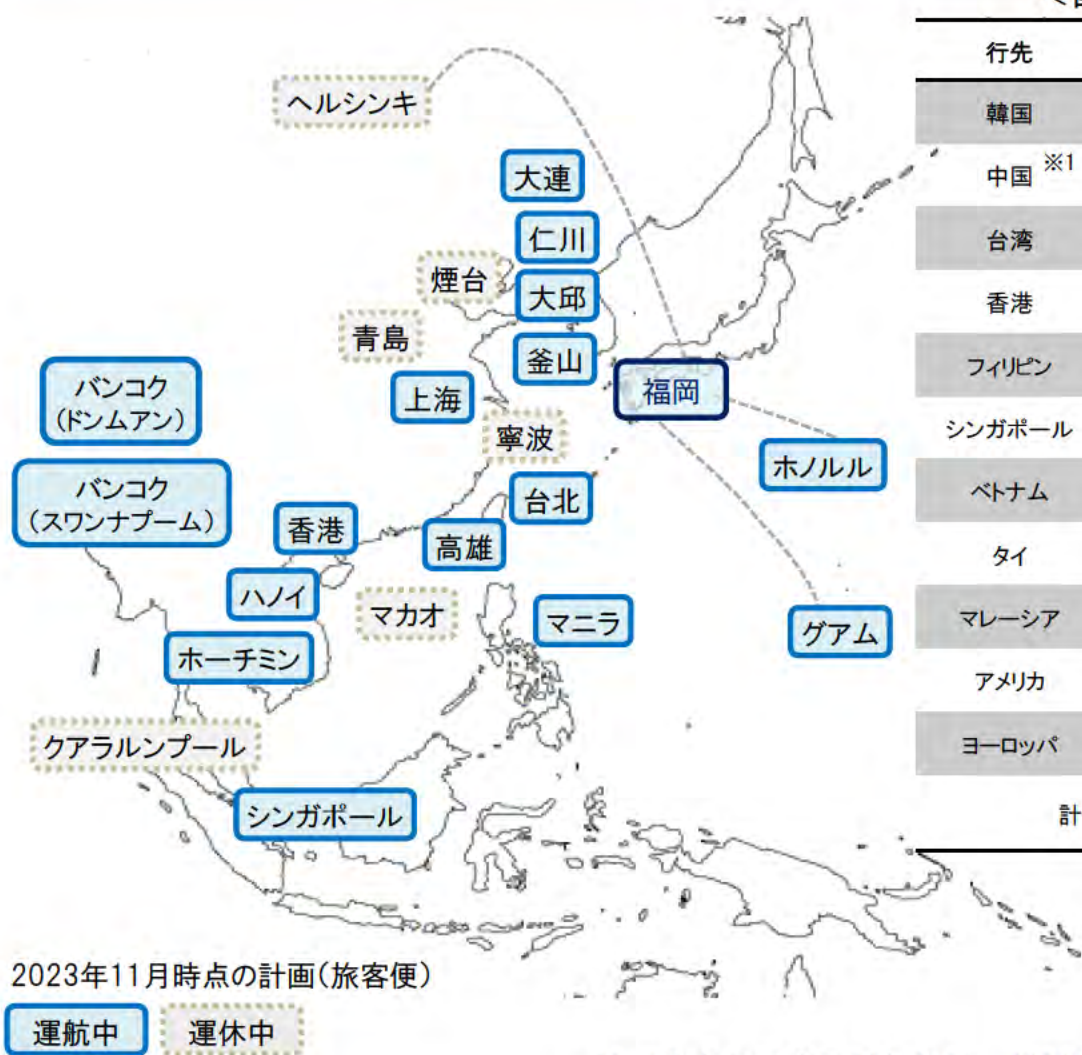 ヘルシンキ
大連
仁川
煙台
大邱
青島
釜山
上海
福岡
寧波
バンコク
(ドンムアン)
バンコク
(スワンナプーム)
ホノルル
台北
香港
高雄
ハノイ
マカオ
マニラ
グアム
ホーチミン
クアラルンプール
シンガポール
行先
韓国
中国 ※1
台湾
香港
フィリピン
シンガポール
ベトナム
タイ
マレーシア
アメリカ
ヨーロッパ
計
2023年11月時点の計画(旅客便)
運航中
運休中